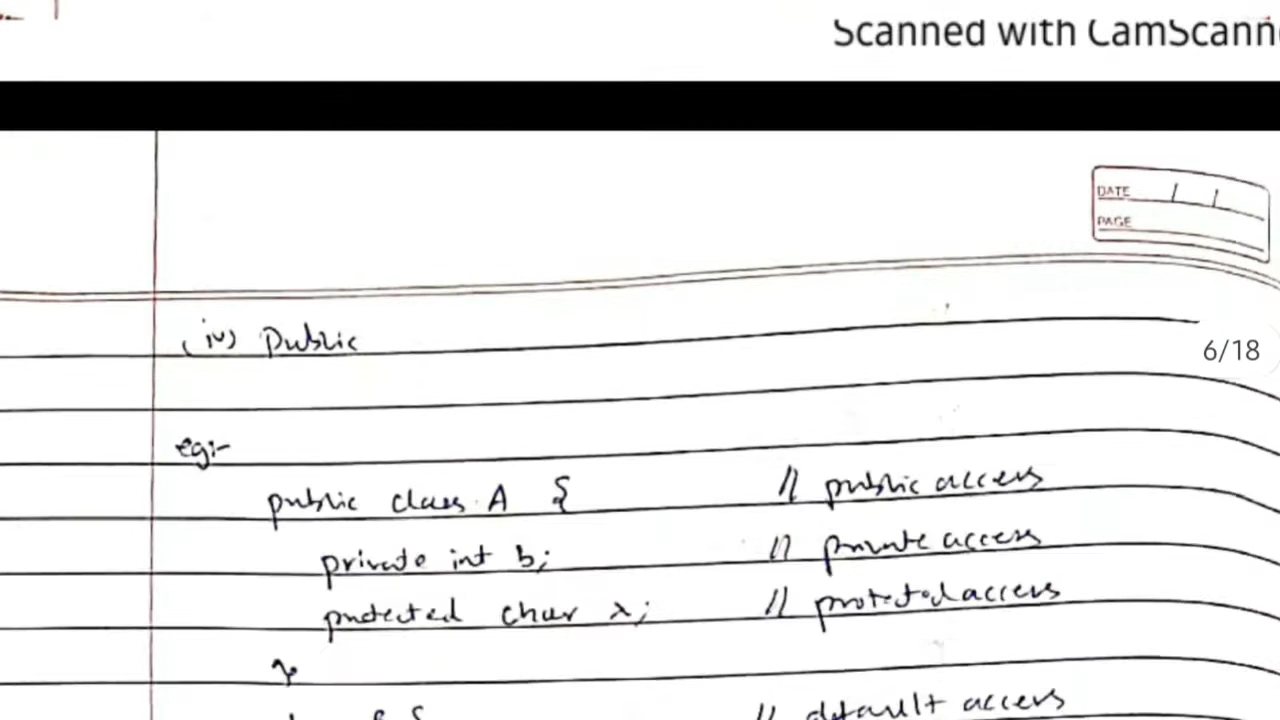 Scanned with CamScann
DATE / /
PAGE
(iv) Public
6/18
eg:-
public class A { // public access
private int b; // private access
protected char x; // protected access
}
// default access